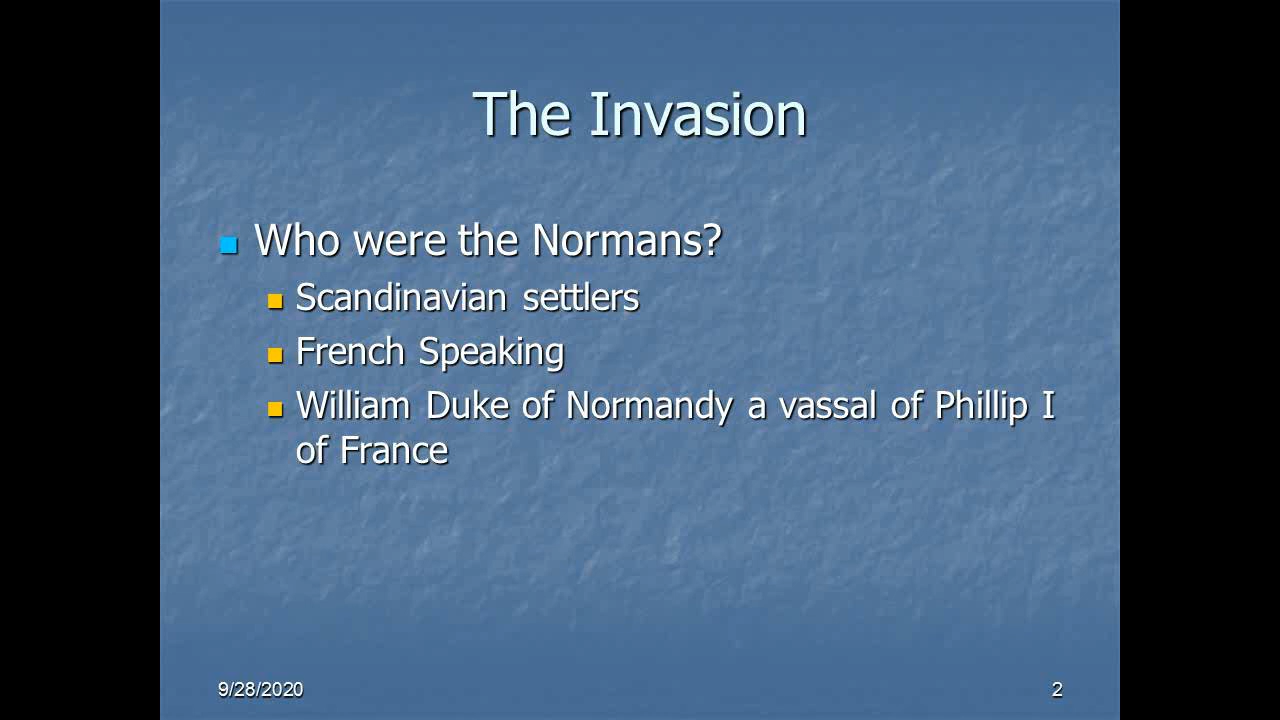 The Invasion
Who were the Normans?
Scandinavian settlers
French Speaking
William Duke of Normandy a vassal of Phillip I
of France
9/28/2020
2